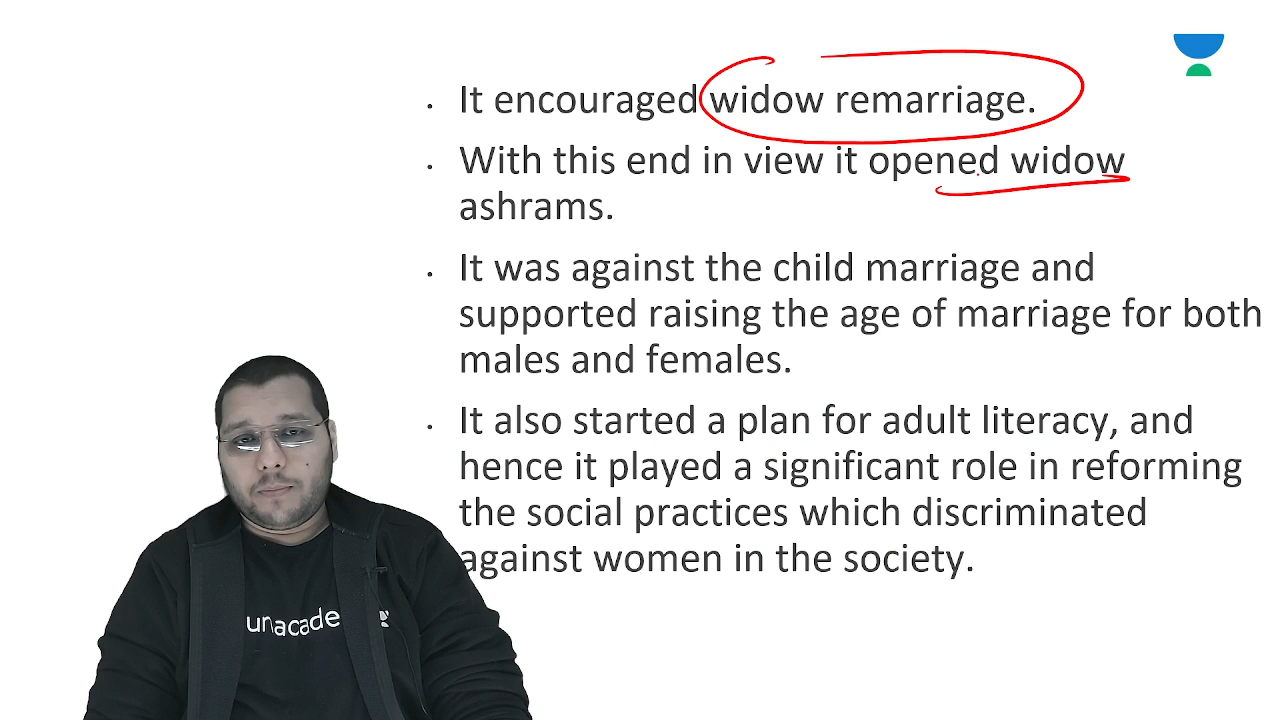 It encouraged widow remarriage.
With this end in view it opened widow
ashrams.
It was against the child marriage and
supported raising the age of marriage for both
males and females.
It also started a plan for adult literacy, and
hence it played a significant role in reforming
the social practices which discriminated
against women in the society.
unacade